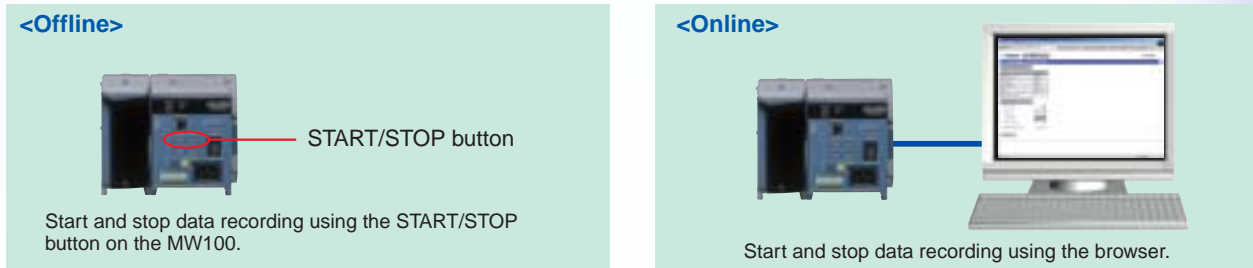 <Offline>
START/STOP button
Start and stop data recording using the START/STOP
button on the MW100.
<Online>
Start and stop data recording using the browser.